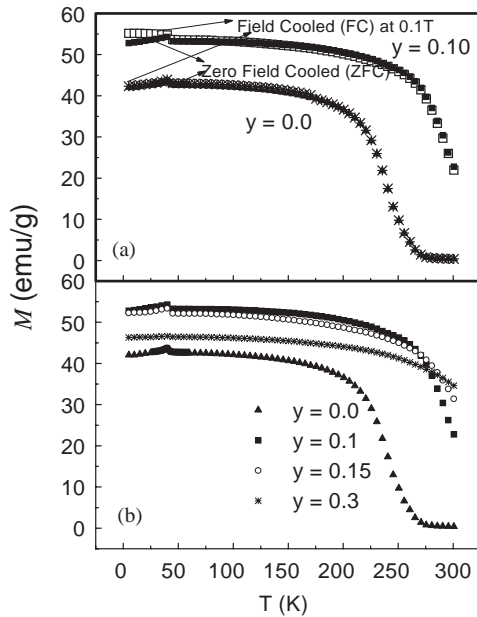 60
Field Cooled (FC) at 0.1T
50
y = 0.10
Zero Field Cooled (ZFC)
40
y = 0.0
30
20
10
(a)
0
60
50
40
30
y = 0.0
20
y = 0.1
10
y = 0.15
y = 0.3
0
(b)
0 50 100 150 200 250 300
T (K)
M (emu/g)